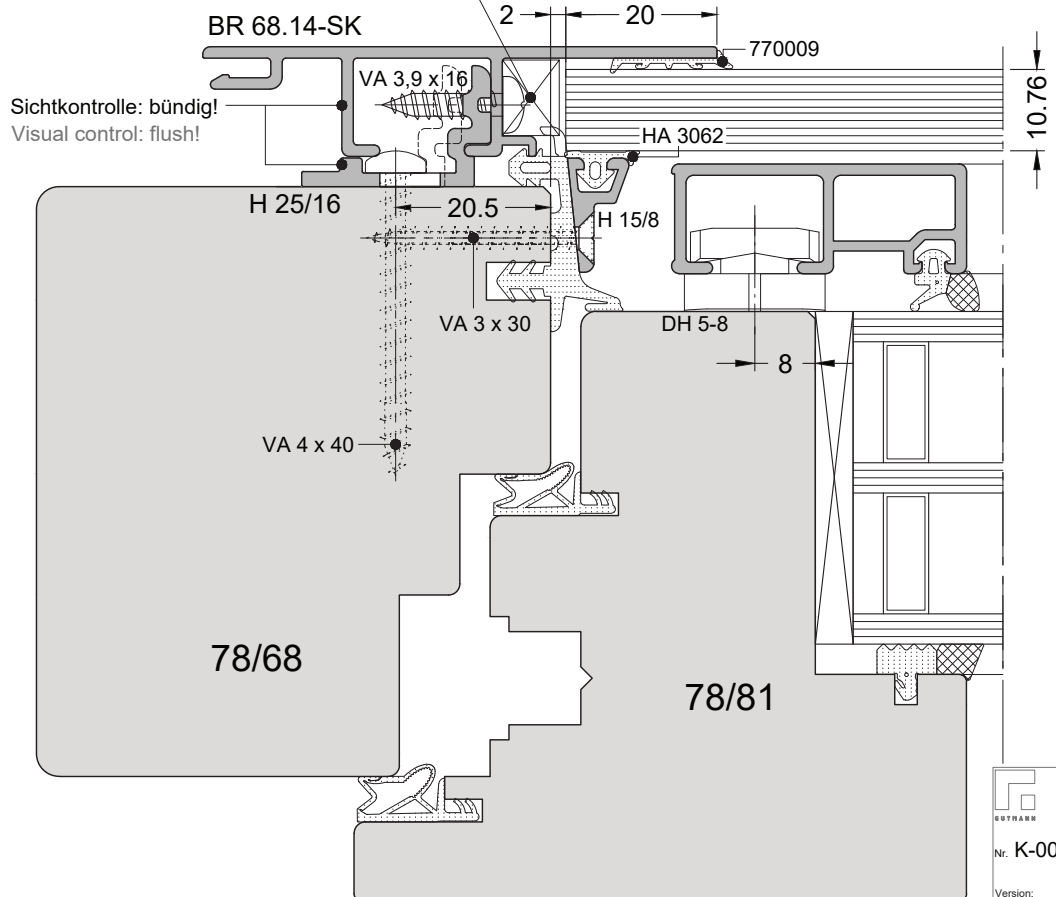 BR 68.14-SK
2
20
770009
VA 3,9 x 16
Sichtkontrolle: bündig!
Visual control: flush!
10.76
HA 3062
H 25/16
20.5
H 15/8
VA 3 x 30
DH 5-8
8
VA 4 x 40
78/68
78/81
GUTMANN
Nr. K-00
Version: